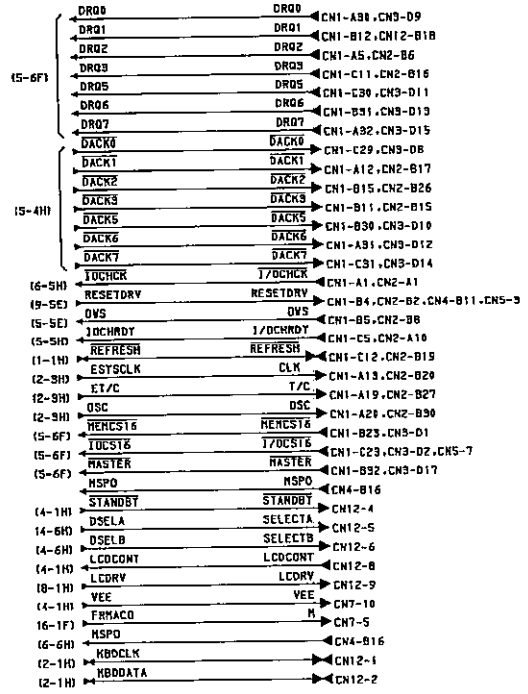 DRQ0 DRQ0 CN1-A30,CN3-D9
DRQ1 DRQ1 CN1-B12,CN12-B18
DRQ2 DRQ2 CN1-A5,CN2-B6
DRQ3 DRQ3 CN1-C11,CN2-B16
(5-6F) DRQ5 DRQ5 CN1-C30,CN3-D11
DRQ6 DRQ6 CN1-B31,CN3-D13
DRQ7 DRQ7 CN1-A32,CN3-D15
DACK0 DACK0 CN1-C29,CN3-D8
DACK1 DACK1 CN1-A12,CN2-B17
DACK2 DACK2 CN1-B15,CN2-B26
(5-4H) DACK3 DACK3 CN1-B11,CN2-B15
DACK5 DACK5 CN1-B30,CN3-D10
DACK6 DACK6 CN1-A31,CN3-D12
DACK7 DACK7 CN1-C31,CN3-D14
(6-5H) IOCHCK I/OCHCK CN1-A1,CN2-A1
(9-5E) RESETDRV RESETDRV CN1-B4,CN2-B2,CN4-B11,CN5-3
(5-5E) OWS OWS CN1-B5,CN2-B8
(5-5H) IOCHRDY I/OCHRDY CN1-C5,CN2-A10
(1-1H) REFRESH REFRESH CN1-C12,CN2-B19
(2-3H) ESYSCLK CLK CN1-A13,CN2-B20
(2-3H) ET/C T/C CN1-A19,CN2-B27
(2-3H) OSC OSC CN1-A20,CN2-B30
(5-6F) MEMCS16 MEMCS16 CN1-B23,CN3-D1
(5-6F) IOCS16 I/OCS16 CN1-C23,CN3-D2,CN5-7
(5-6F) MASTER MASTER CN1-B32,CN3-D17
MSPO MSPO CN4-B16
(4-1H) STANDBT STANDBT CN12-4
(4-6H) DSELA SELECTA CN12-5
(4-6H) DSELB SELECTB CN12-6
(4-1H) LCDCONT LCDCONT CN12-8
(8-1H) LCDRV LCDRV CN12-9
(4-1H) VEE VEE CN7-10
(6-1F) FRMACO M CN7-5
(6-6H) MSPO CN4-B16
(2-1H) KBDCLK CN12-1
(2-1H) KBDDATA CN12-2